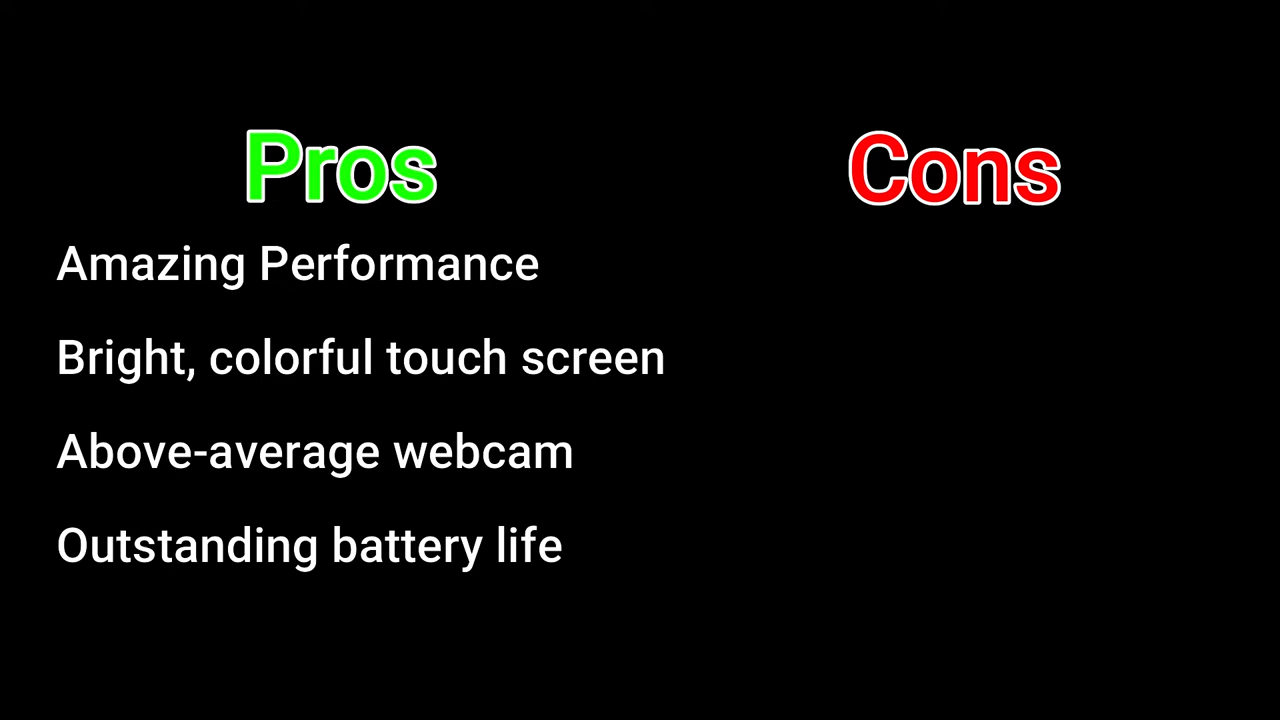 Pros
Cons
Amazing Performance
Bright, colorful touch screen
Above-average webcam
Outstanding battery life